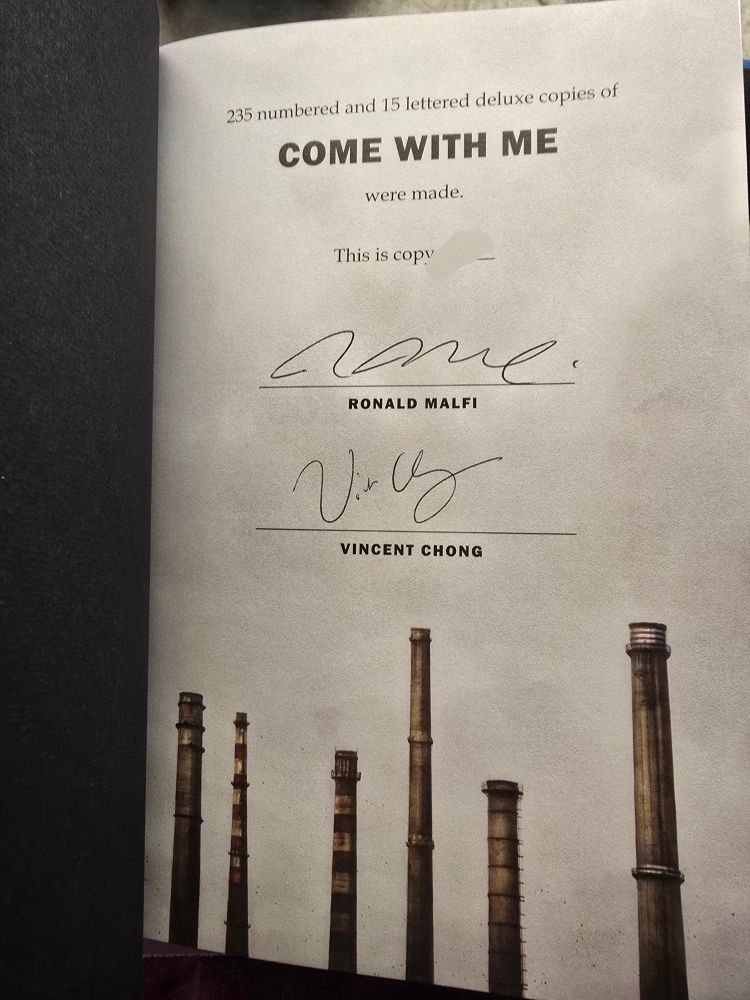 235 numbered and 15 lettered deluxe copies of
COME WITH ME
were made.
This is copy
RONALD MALFI
VINCENT CHONG